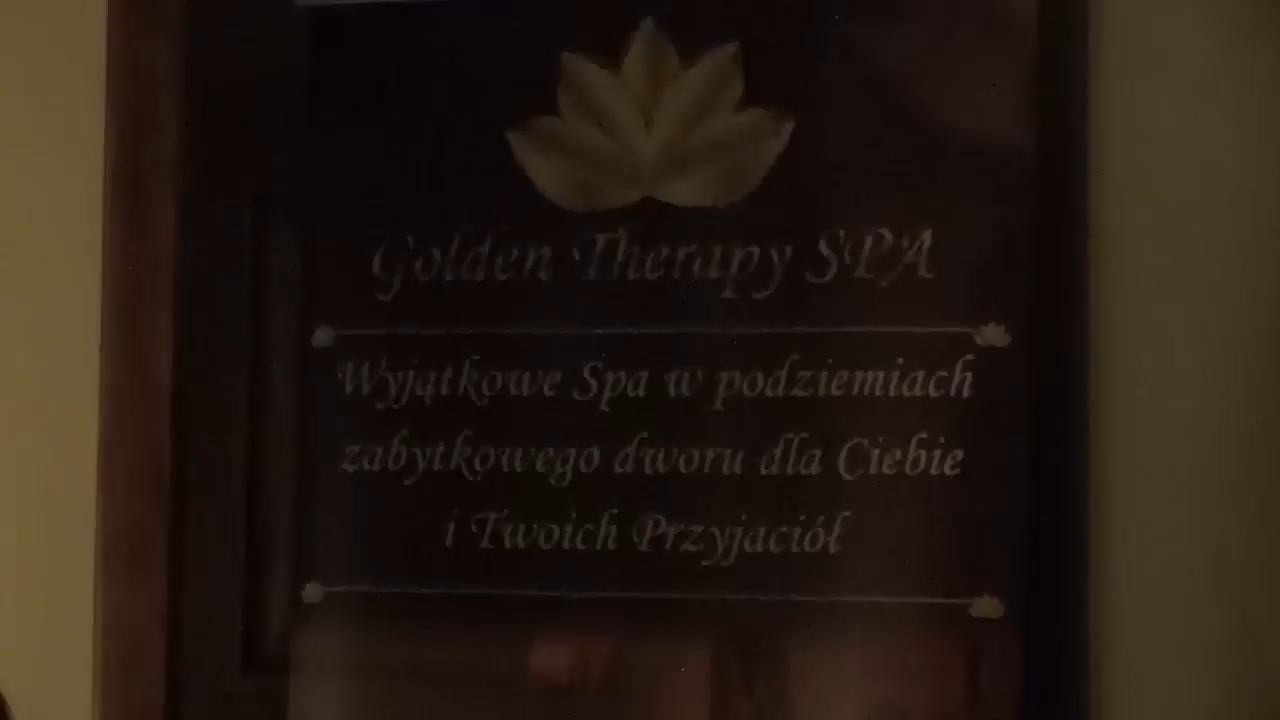 Golden Therapy SPA
Wyjątkowe Spa w podziemiach
zabytkowego dworu dla Ciebie
i Twoich Przyjaciół